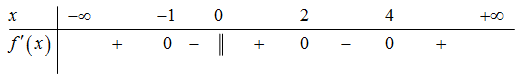 x −∞ −1 0 2 4 +∞
f′(x) + 0 − ‖ + 0 − 0 +